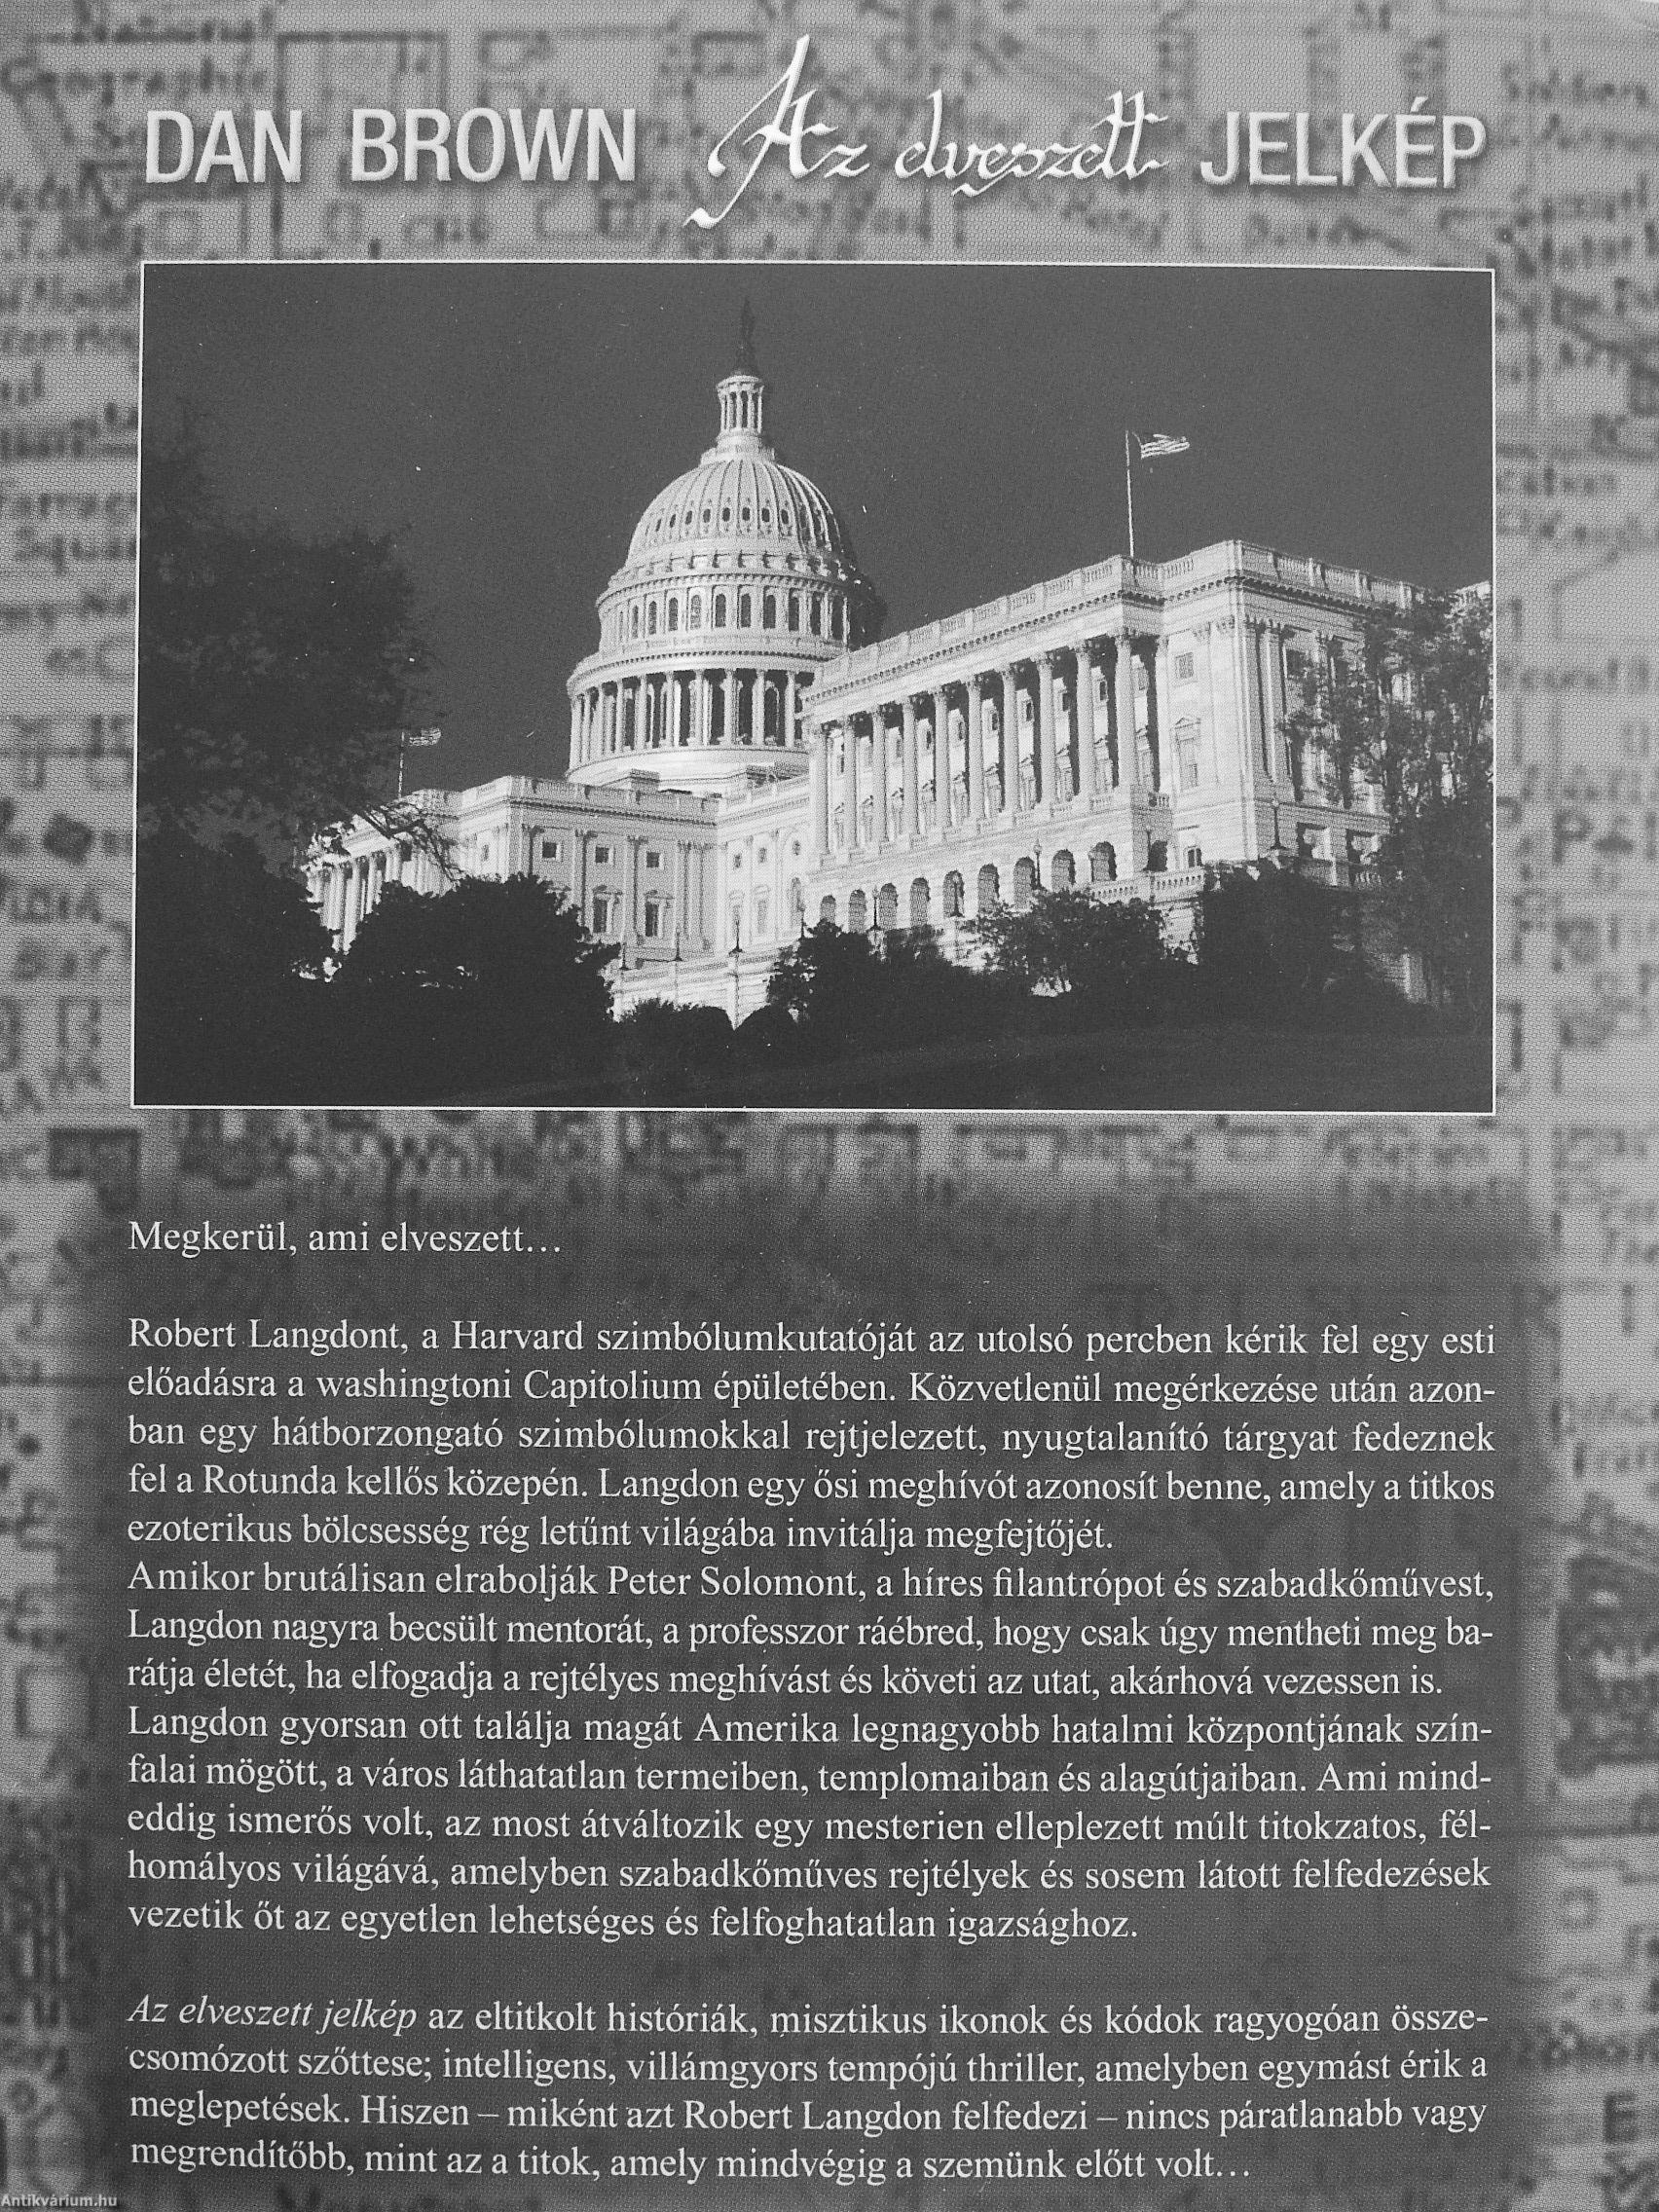 DAN BROWN Az elveszett JELKÉP
Megkerül, ami elveszett…
Robert Langdont, a Harvard szimbólumkutatóját az utolsó percben kérik fel egy esti
előadásra a washingtoni Capitolium épületében. Közvetlenül megérkezése után azon-
ban egy hátborzongató szimbólumokkal rejtjelezett, nyugtalanító tárgyat fedeznek
fel a Rotunda kellős közepén. Langdon egy ősi meghívót azonosít benne, amely a titkos
ezoterikus bölcsesség rég letűnt világába invitálja megfejtőjét.
Amikor brutálisan elrabolják Peter Solomont, a híres filantrópot és szabadkőművest,
Langdon nagyra becsült mentorát, a professzor ráébred, hogy csak úgy mentheti meg ba-
rátja életét, ha elfogadja a rejtélyes meghívást és követi az utat, akárhová vezessen is.
Langdon gyorsan ott találja magát Amerika legnagyobb hatalmi központjának szín-
falai mögött, a város láthatatlan termeiben, templomaiban és alagútjaiban. Ami mind-
eddig ismerős volt, az most átváltozik egy mesterien elleplezett múlt titokzatos, fél-
homályos világává, amelyben szabadkőműves rejtélyek és sosem látott felfedezések
vezetik őt az egyetlen lehetséges és felfoghatatlan igazsághoz.
Az elveszett jelkép az eltitkolt históriák, misztikus ikonok és kódok ragyogóan össze-
csomózott szőttese; intelligens, villámgyors tempójú thriller, amelyben egymást érik a
meglepetések. Hiszen – miként azt Robert Langdon felfedezi – nincs páratlanabb vagy
megrendítőbb, mint az a titok, amely mindvégig a szemünk előtt volt…
Antikvárium.hu